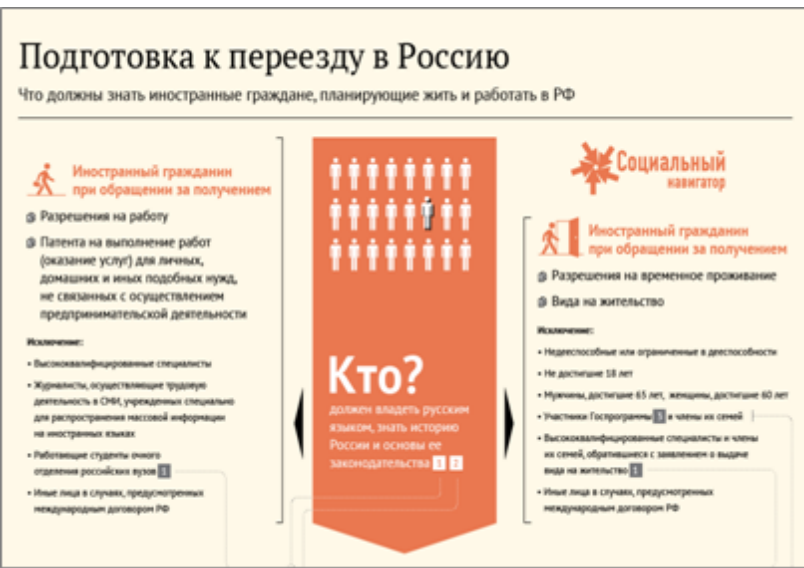 Подготовка к переезду в Россию
Что должны знать иностранные граждане, планирующие жить и работать в РФ
Иностранный гражданин
при обращении за получением
Разрешения на работу
Патента на выполнение работ
(оказание услуг) для личных,
домашних и иных подобных нужд,
не связанных с осуществлением
предпринимательской деятельности
Исключение:
• Высококвалифицированные специалисты
• Журналисты, осуществляющие трудовую
деятельность в СМИ, учрежденных специально
для распространения массовой информации
на иностранных языках
• Работающие студенты очного
отделения российских вузов 1
• Иные лица в случаях, предусмотренных
международным договором РФ
Кто?
должен владеть русским
языком, знать историю
России и основы ее
законодательства 2
Социальный
навигатор
Иностранный гражданин
при обращении за получением
Разрешения на временное проживание
Вида на жительство
Исключение:
• Недееспособные или ограниченные в дееспособности
• Не достигшие 18 лет
• Мужчины, достигшие 65 лет, женщины, достигшие 60 лет
• Участники Госпрограммы 3 и члены их семей
• Высококвалифицированные специалисты и члены
их семей, обратившиеся с заявлением о выдаче
вида на жительство 1
• Иные лица в случаях, предусмотренных
международным договором РФ